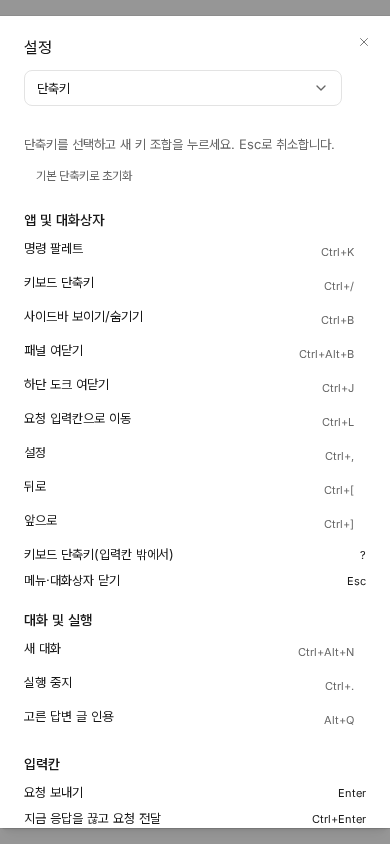 설정
단축키
단축키를 선택하고 새 키 조합을 누르세요. Esc로 취소합니다.
기본 단축키로 초기화
앱 및 대화상자
명령 팔레트 Ctrl+K
키보드 단축키 Ctrl+/
사이드바 보이기/숨기기 Ctrl+B
패널 여닫기 Ctrl+Alt+B
하단 도크 여닫기 Ctrl+J
요청 입력칸으로 이동 Ctrl+L
설정 Ctrl+,
뒤로 Ctrl+[
앞으로 Ctrl+]
키보드 단축키(입력칸 밖에서) ?
메뉴·대화상자 닫기 Esc
대화 및 실행
새 대화 Ctrl+Alt+N
실행 중지 Ctrl+.
고른 답변 글 인용 Alt+Q
입력칸
요청 보내기 Enter
지금 응답을 끊고 요청 전달 Ctrl+Enter